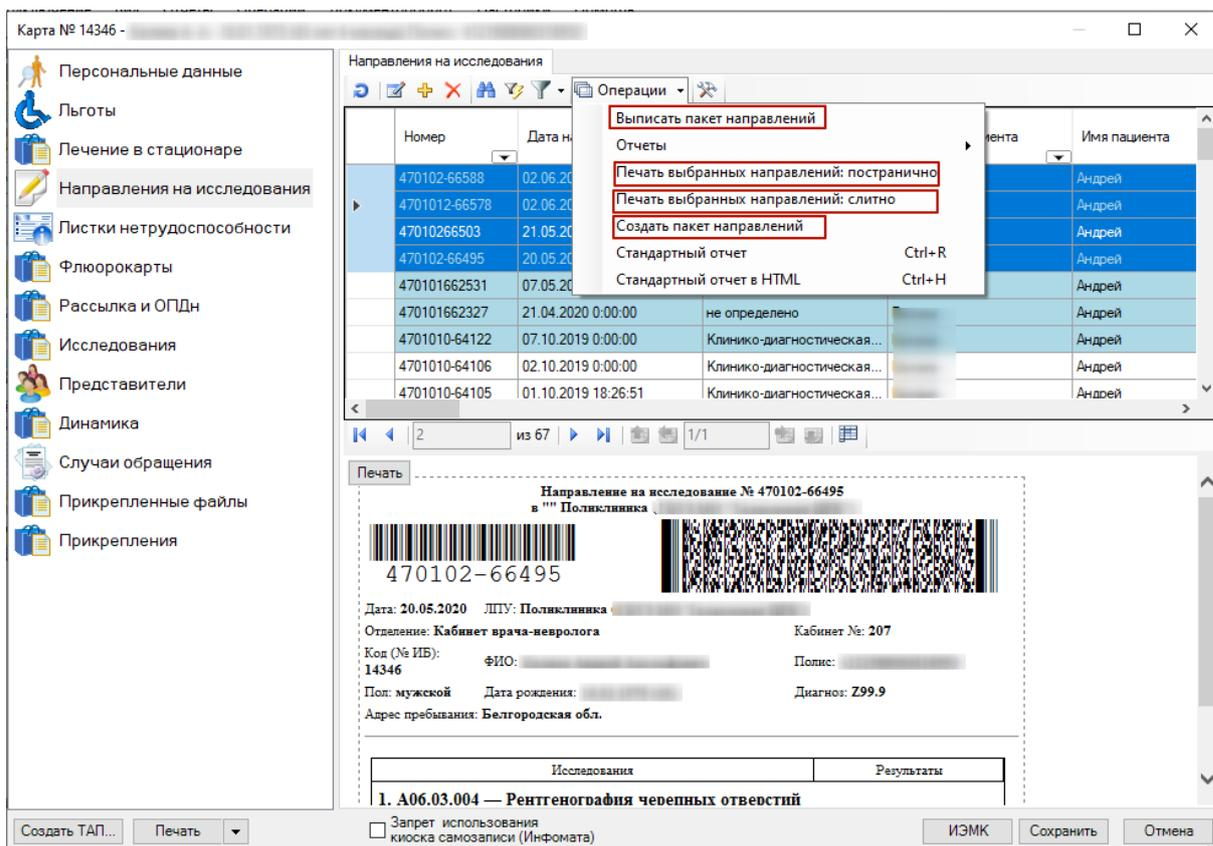 Карта № 14346 -
Персональные данные
Льготы
Лечение в стационаре
Направления на исследования
Листки нетрудоспособности
Флюорокарты
Рассылка и ОПДн
Исследования
Представители
Динамика
Случаи обращения
Прикрепленные файлы
Прикрепления
Направления на исследования
Операции
Номер Дата Имя пациента
Выписать пакет направлений
Отчеты
Печать выбранных направлений: постранично
Печать выбранных направлений: слитно
Создать пакет направлений
Стандартный отчет Ctrl+R
Стандартный отчет в HTML Ctrl+H
470102-66588 02.06.20 Андрей
4701012-66578 02.06.20 Андрей
47010266503 21.05.20 Андрей
470102-66495 20.05.20 Андрей
470101662531 07.05.20 Андрей
470101662327 21.04.2020 0:00:00 не определено Андрей
4701010-64122 07.10.2019 0:00:00 Клинико-диагностическая... Андрей
4701010-64106 02.10.2019 0:00:00 Клинико-диагностическая... Андрей
4701010-64105 01.10.2019 18:26:51 Клинико-диагностическая... Андрей
2 из 67 1/1
Печать
Направление на исследование № 470102-66495
в "" Поликлиника
470102-66495
Дата: 20.05.2020 ЛПУ: Поликлиника
Отделение: Кабинет врача-невролога Кабинет №: 207
Код (№ ИБ):
14346 ФИО: Полис:
Пол: мужской Дата рождения: Диагноз: Z99.9
Адрес пребывания: Белгородская обл.
Исследования Результаты
1. A06.03.004 — Рентгенография черепных отверстий
Создать ТАП... Печать
Запрет использования
киоска самозаписи (Инфомата)
ИЭМК Сохранить Отмена